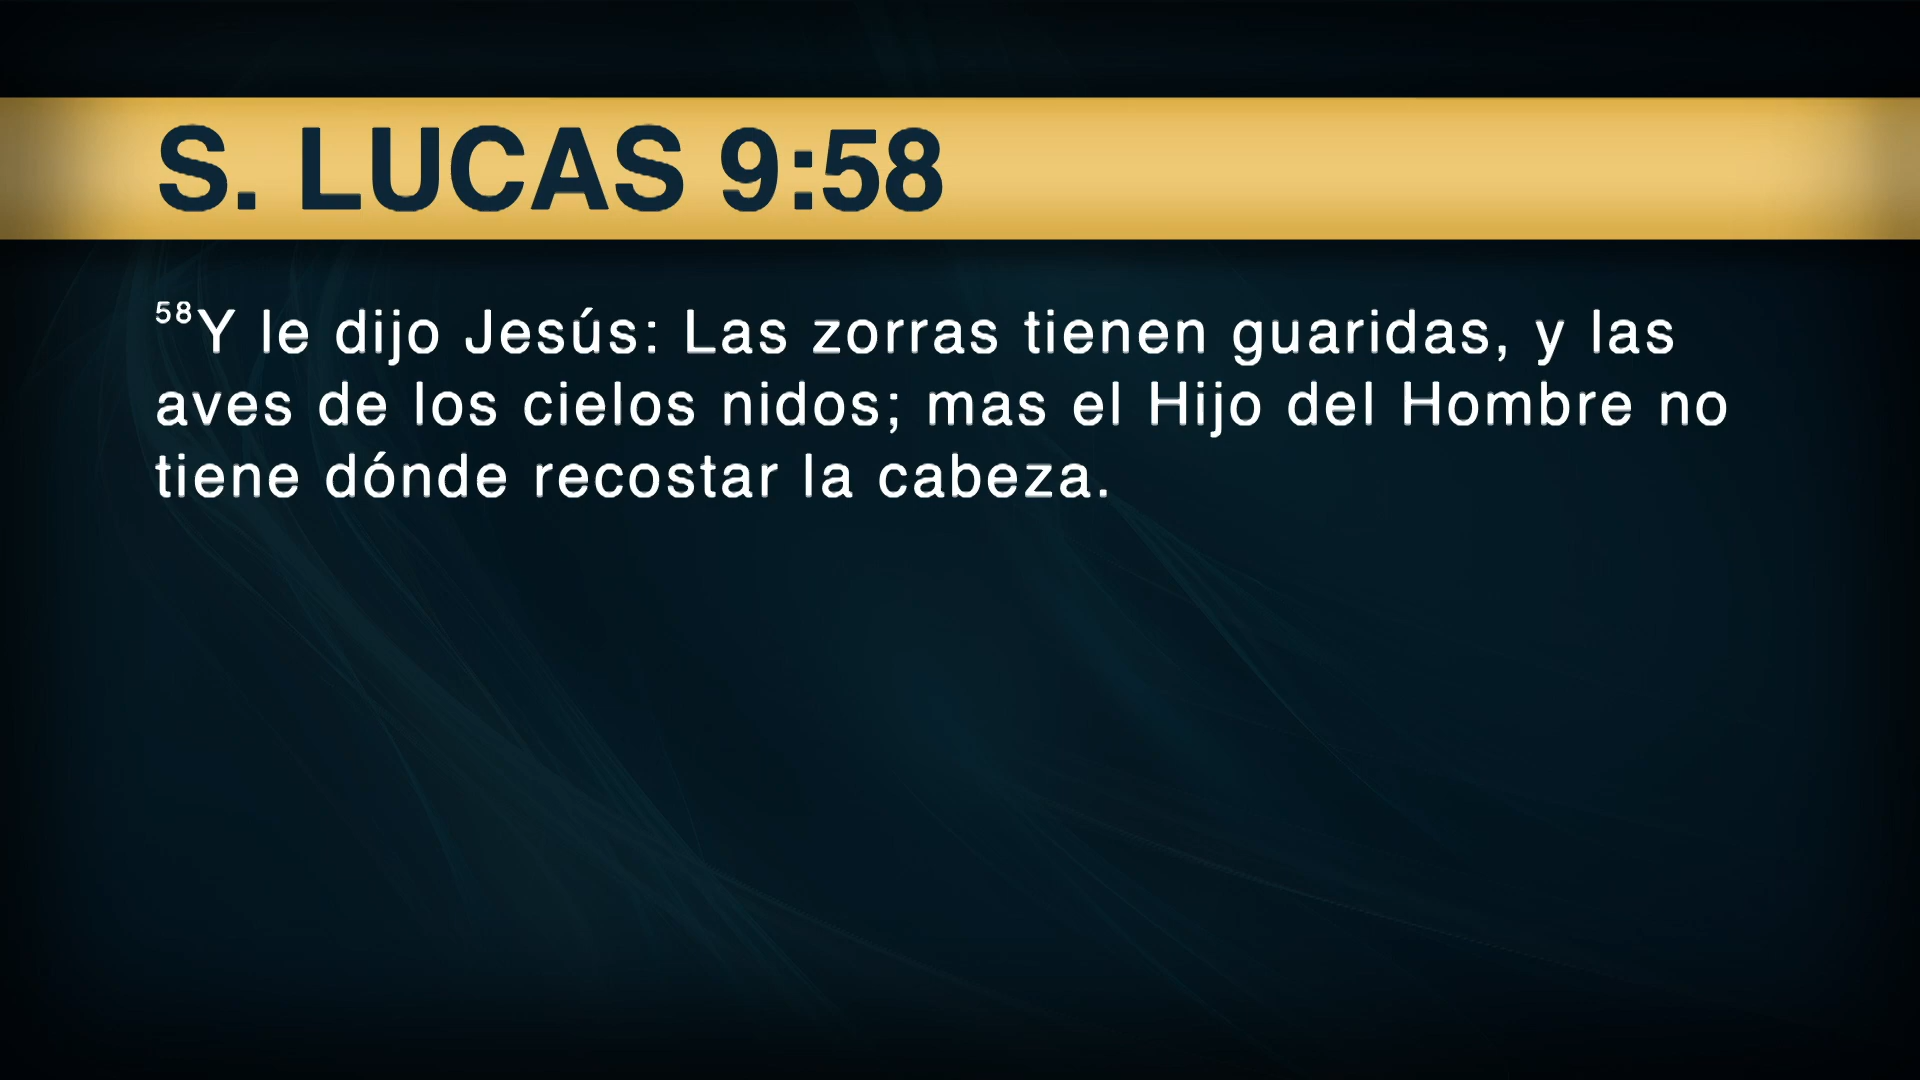 S. LUCAS 9:58
58Y le dijo Jesús: Las zorras tienen guaridas, y las
aves de los cielos nidos; mas el Hijo del Hombre no
tiene dónde recostar la cabeza.